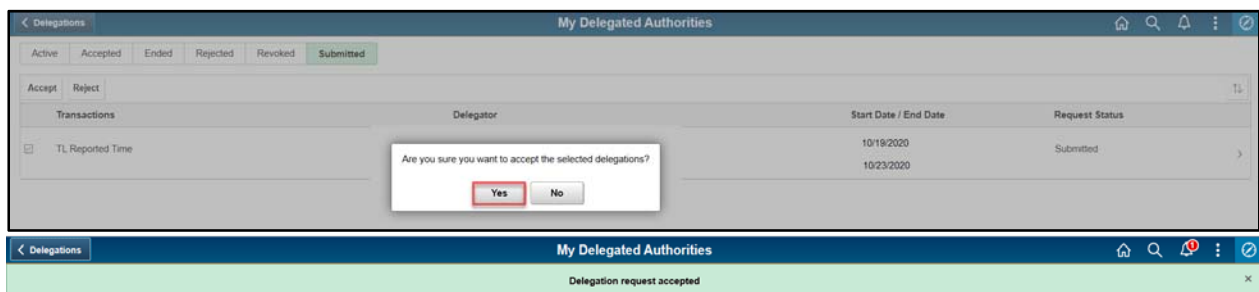 Delegations My Delegated Authorities
Active Accepted Ended Rejected Revoked Submitted
Accept Reject
Transactions Delegator Start Date / End Date Request Status
TL Reported Time 10/19/2020 Submitted
10/23/2020
Are you sure you want to accept the selected delegations?
Yes No
Delegations My Delegated Authorities 1
Delegation request accepted